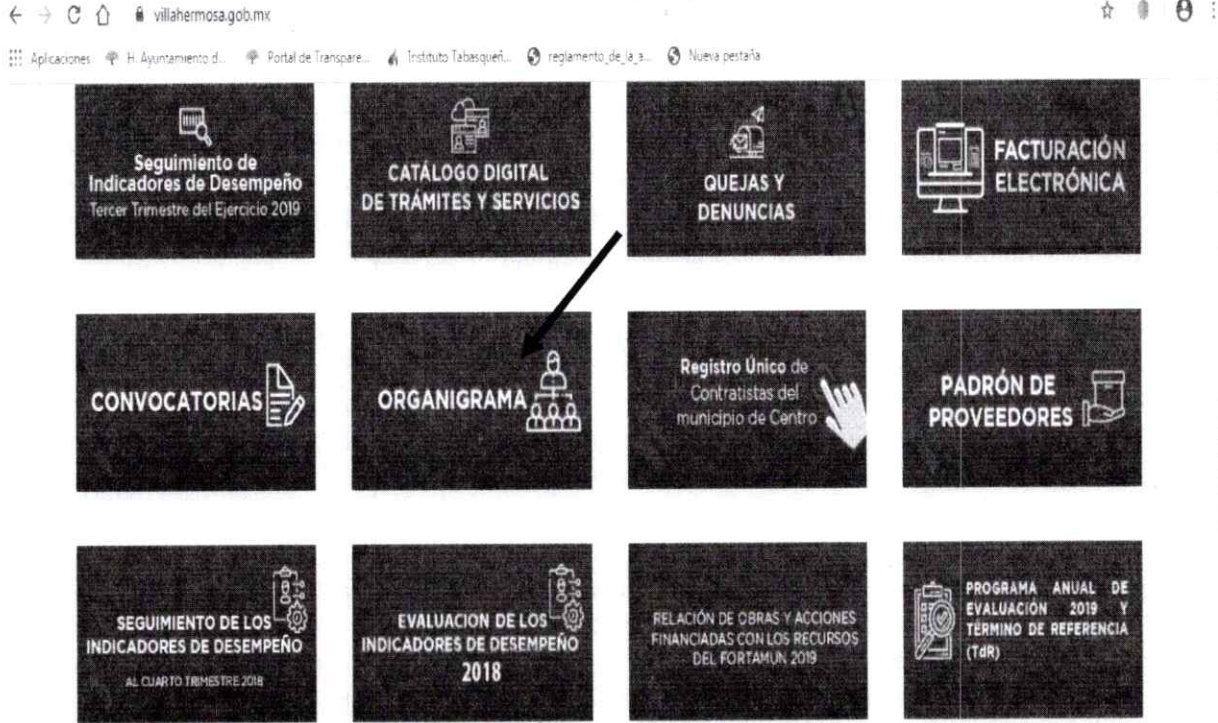 villahermosa.gob.mx
Aplicaciones H. Ayuntamiento d... Portal de Transpare... Instituto Tabasqueñ... reglamento_de_la_a... Nueva pestaña
Seguimiento de
Indicadores de Desempeño
Tercer Trimestre del Ejercicio 2019
CATÁLOGO DIGITAL
DE TRÁMITES Y SERVICIOS
QUEJAS Y
DENUNCIAS
FACTURACIÓN
ELECTRÓNICA
CONVOCATORIAS
ORGANIGRAMA
Registro Único de
Contratistas del
municipio de Centro
PADRÓN DE
PROVEEDORES
SEGUIMIENTO DE LOS
INDICADORES DE DESEMPEÑO
AL CUARTO TRIMESTRE 2018
EVALUACION DE LOS
INDICADORES DE DESEMPEÑO
2018
RELACIÓN DE OBRAS Y ACCIONES
FINANCIADAS CON LOS RECURSOS
DEL FORTAMUN 2019
PROGRAMA ANUAL DE
EVALUACIÓN 2019 Y
TERMINO DE REFERENCIA
(TdR)